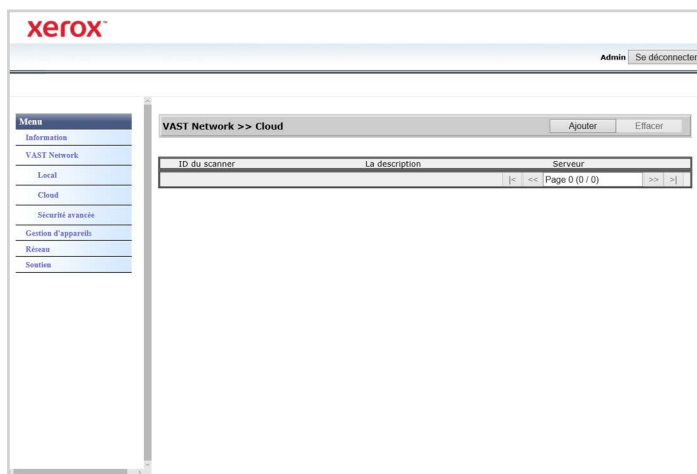 xerox™
Admin Se déconnecter
Menu
Information
VAST Network
Local
Cloud
Sécurité avancée
Gestion d'appareils
Réseau
Soutien
VAST Network >> Cloud Ajouter Effacer
ID du scanner La description Serveur
|< << Page 0 (0 / 0) >> >|